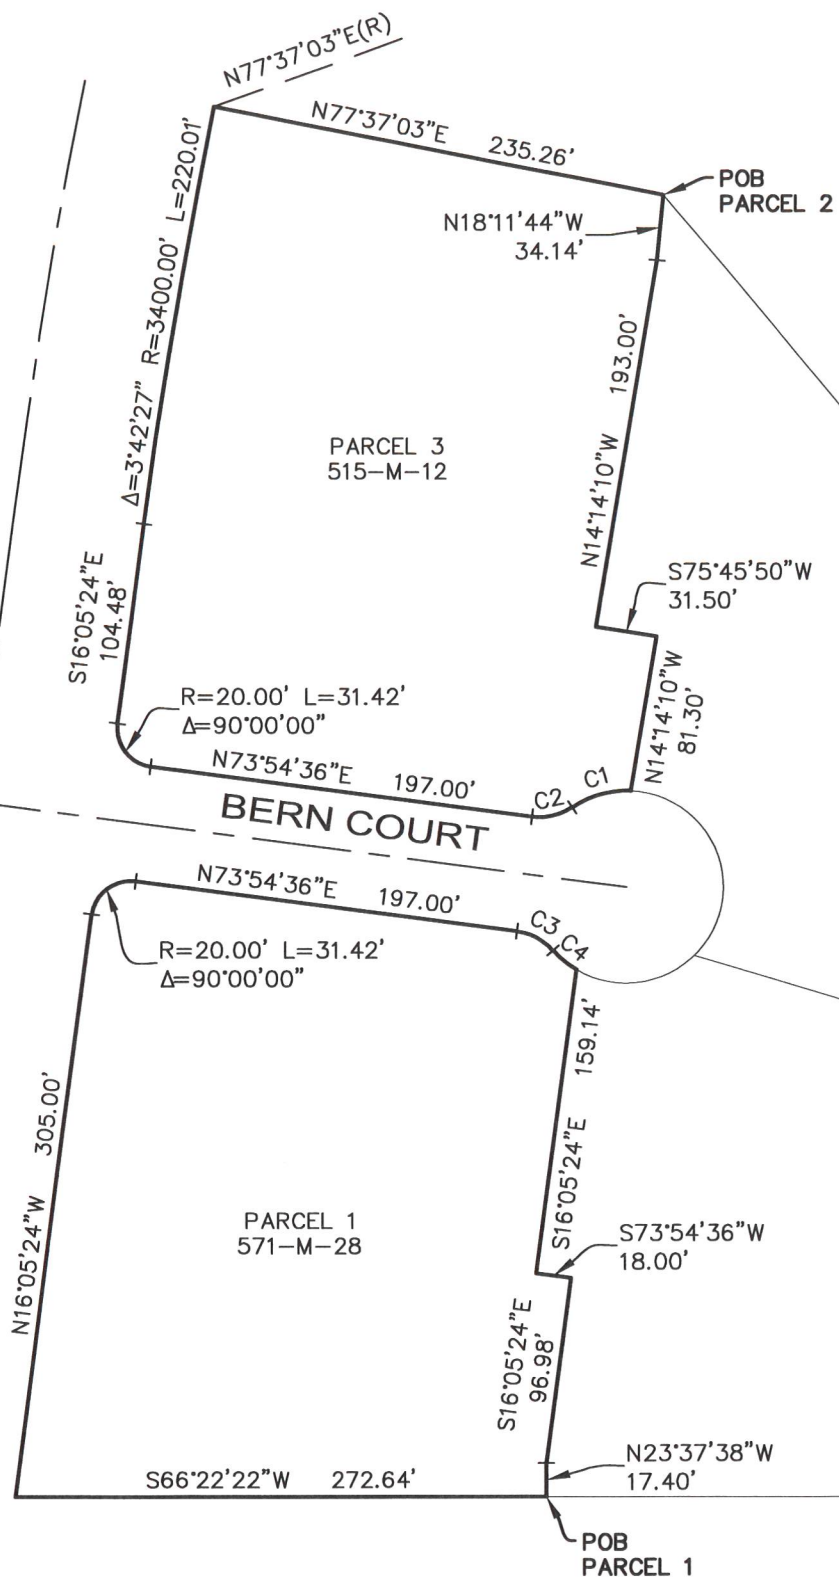 N77°37'03"E(R)
N77°37'03"E 235.26'
POB
PARCEL 2
N18°11'44"W
34.14'
Δ=3°42'27" R=3400.00' L=220.01'
N14°14'10"W 193.00'
PARCEL 3
515-M-12
S75°45'50"W
31.50'
S16°05'24"E
104.48'
N14°14'10"W
81.30'
R=20.00' L=31.42'
Δ=90°00'00"
N73°54'36"E 197.00'
C2
C1
BERN COURT
N73°54'36"E 197.00'
C3
C4
R=20.00' L=31.42'
Δ=90°00'00"
N16°05'24"W 305.00'
S16°05'24"E 159.14'
PARCEL 1
571-M-28
S73°54'36"W
18.00'
S16°05'24"E
96.98'
N23°37'38"W
17.40'
S66°22'22"W 272.64'
POB
PARCEL 1